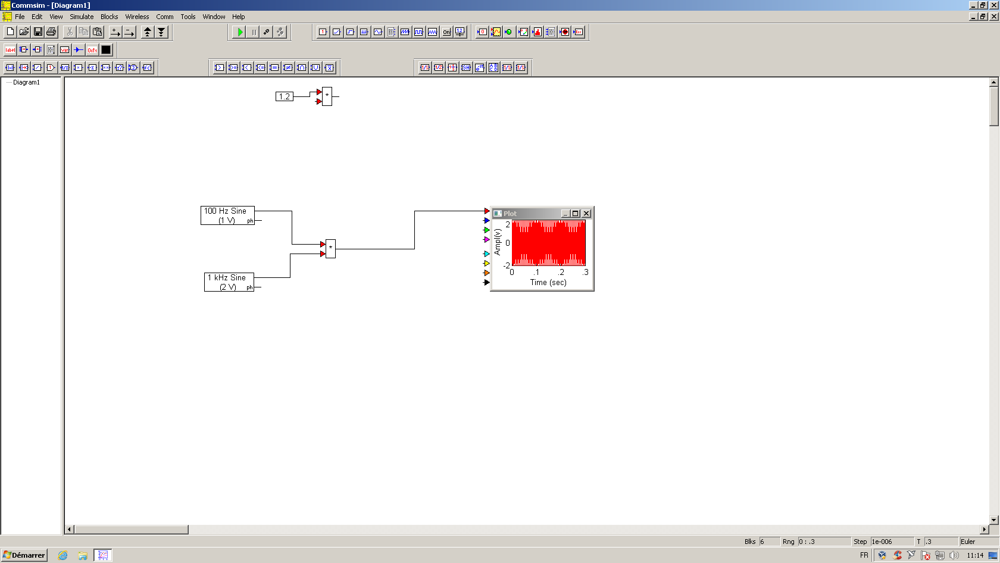 Commsim - [Diagram1]
File Edit View Simulate Blocks Wireless Comm Tools Window Help
Diagram1
1.2
*
100 Hz Sine
(1 V) ph
*
1 kHz Sine
(2 V) ph
Plot
Ampl(v)
2
0
-2
0 .1 .2 .3
Time (sec)
Blks 6 Rng 0 : .3 Step 1e-006 T .3 Euler
Démarrer
FR 11:14